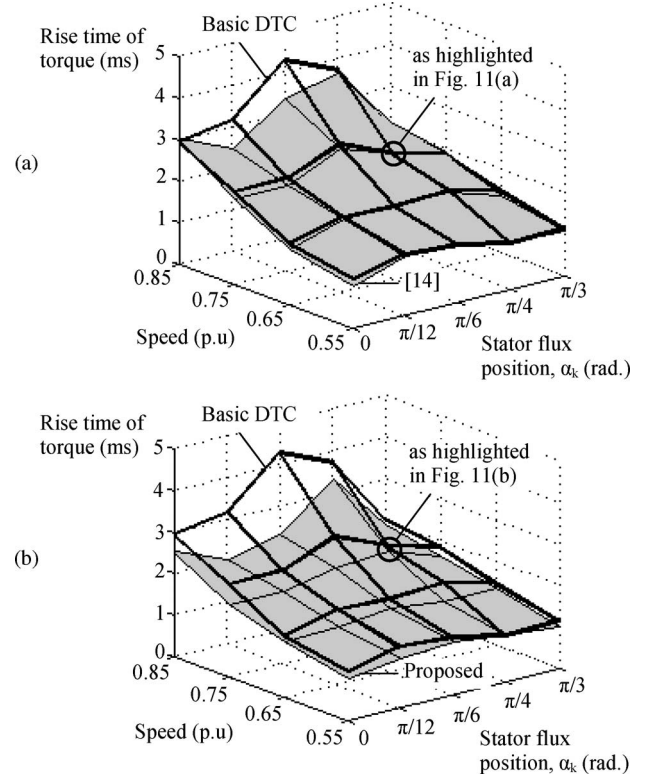 Basic DTC
Rise time of
torque (ms)
as highlighted
in Fig. 11(a)
5
4
3
2
1
0
(a)
[14]
0.85
0.75
0.65
0.55
Speed (p.u)
0
π/12
π/6
π/4
π/3
Stator flux
position, αk (rad.)
Basic DTC
Rise time of
torque (ms)
as highlighted
in Fig. 11(b)
5
4
3
2
1
0
(b)
Proposed
0.85
0.75
0.65
0.55
Speed (p.u)
0
π/12
π/6
π/4
π/3
Stator flux
position, αk (rad.)